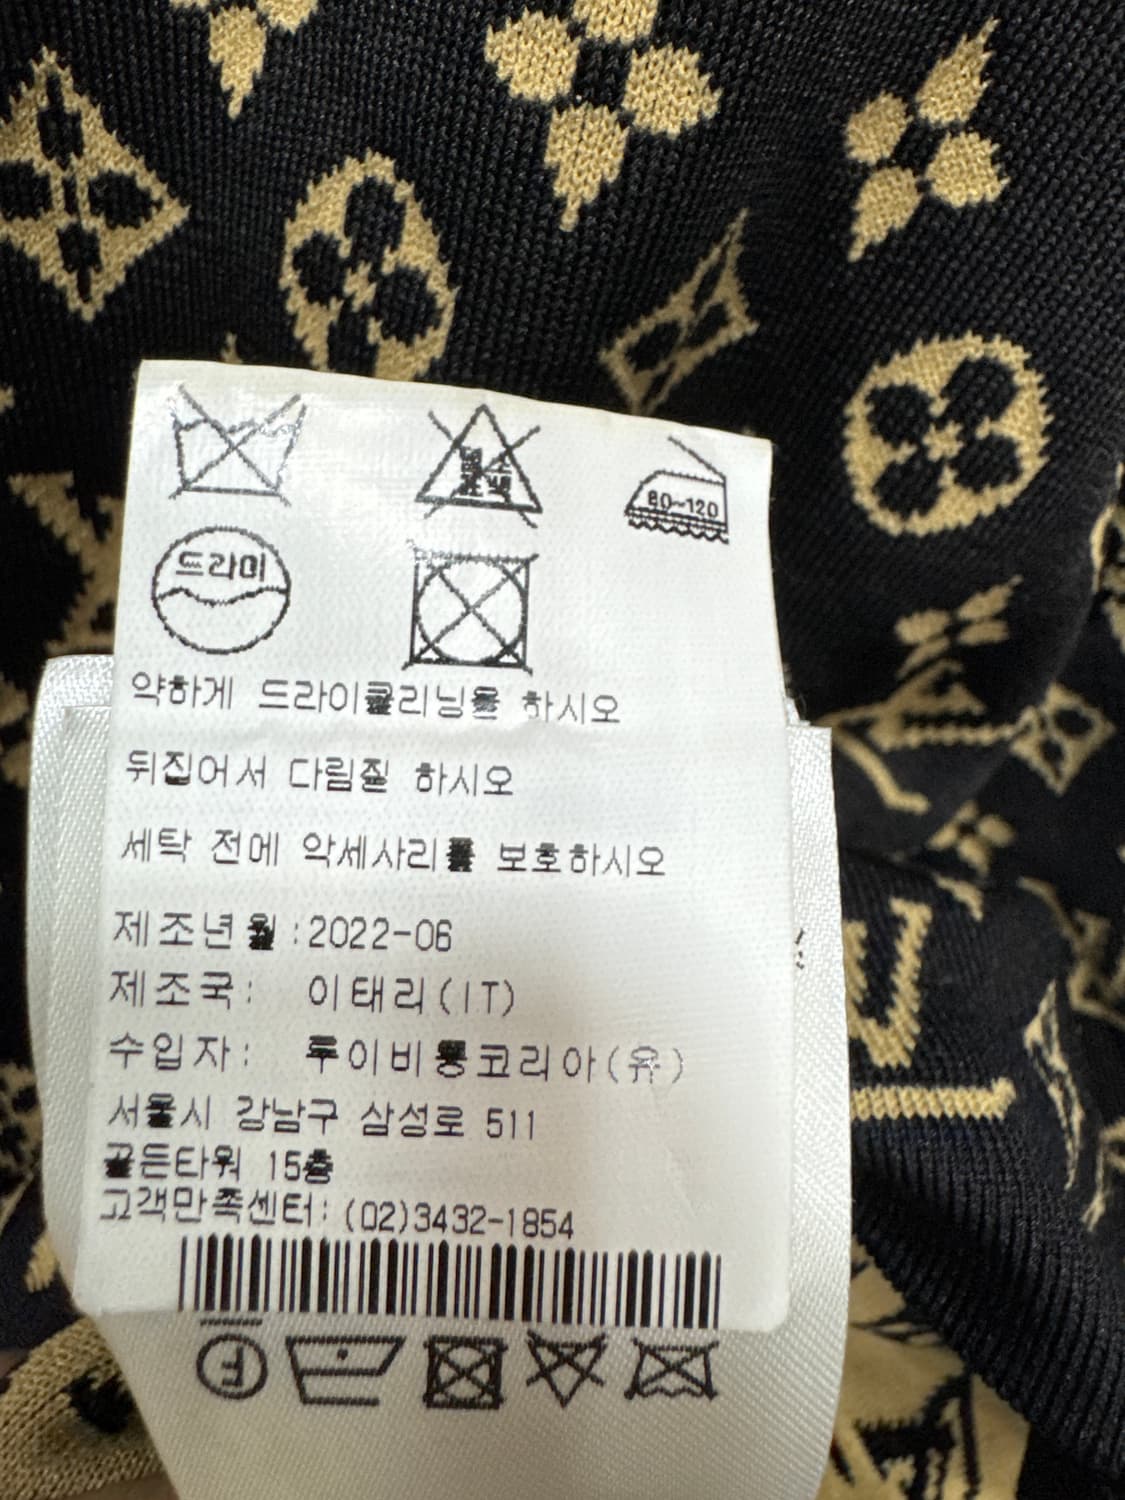 염소
표백
80~120
드라이
약하게 드라이클리닝을 하시오
뒤집어서 다림질 하시오
세탁 전에 악세사리를 보호하시오
제조년월:2022-06
제조국: 이태리(IT)
수입자: 루이비통코리아(유)
서울시 강남구 삼성로 511
골든타워 15층
고객만족센터: (02)3432-1854
F